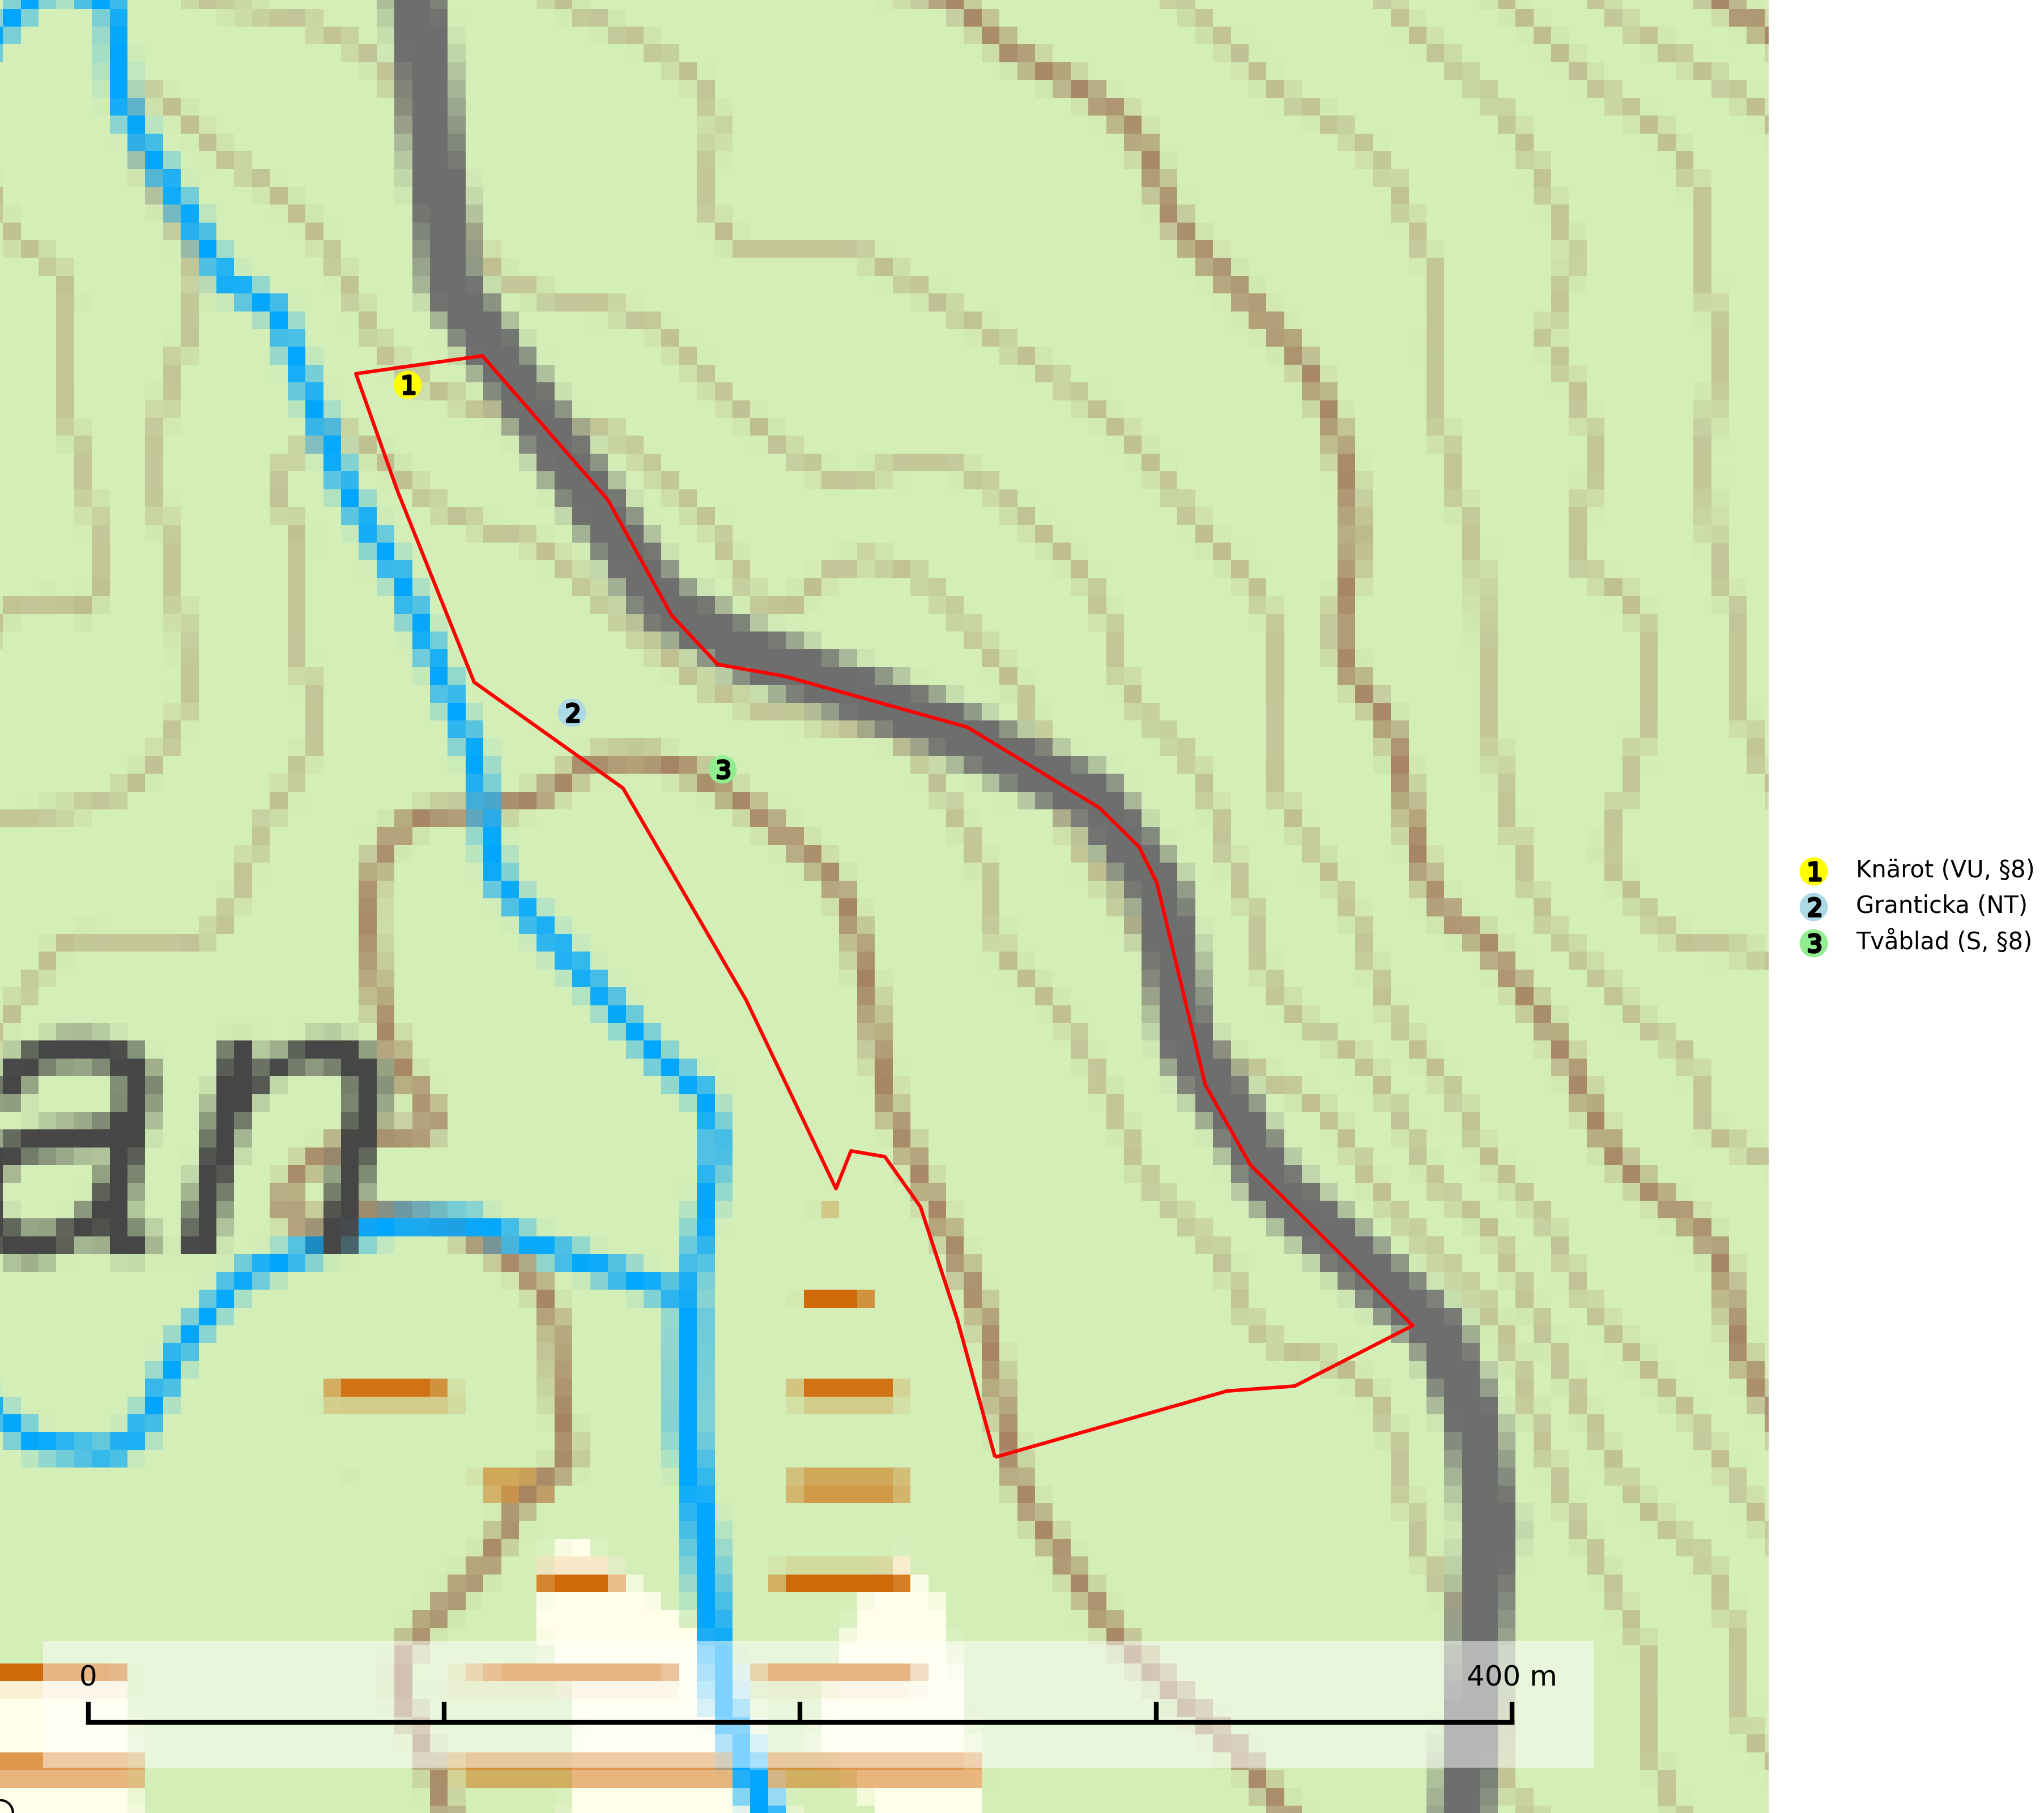 1
2
3
an
0
400 m
1 Knärot (VU, §8)
2 Granticka (NT)
3 Tvåblad (S, §8)